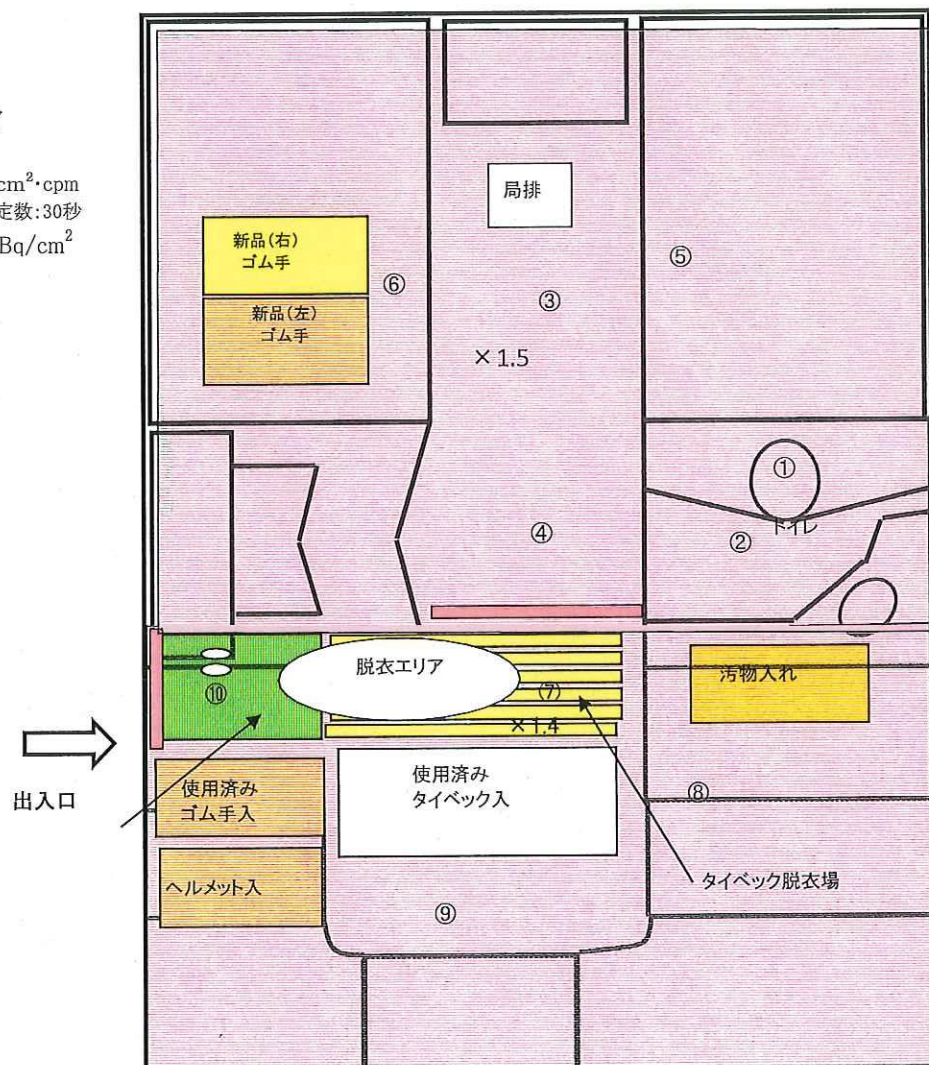 cm²･cpm
定数:30秒
Bq/cm²
局排
新品(右)
ゴム手
新品(左)
ゴム手
⑥
③
⑤
×1.5
①
トイレ
②
④
脱衣エリア
⑩
(7)
×1.4
汚物入れ
出入口
使用済み
ゴム手入
使用済み
タイベック入
⑧
ヘルメット入
タイベック脱衣場
⑨